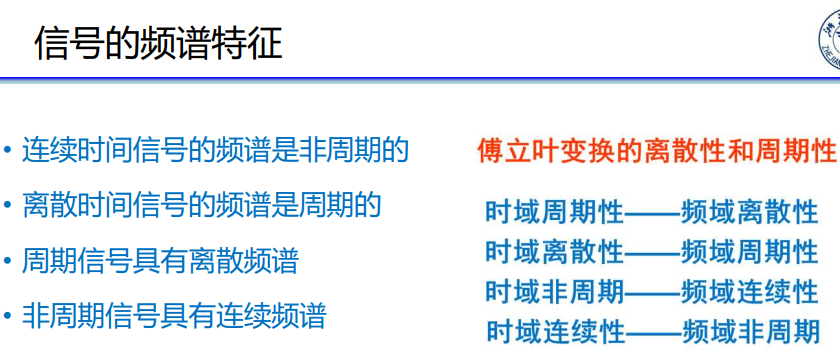 信号的频谱特征
• 连续时间信号的频谱是非周期的
• 离散时间信号的频谱是周期的
• 周期信号具有离散频谱
• 非周期信号具有连续频谱
傅立叶变换的离散性和周期性
时域周期性——频域离散性
时域离散性——频域周期性
时域非周期——频域连续性
时域连续性——频域非周期